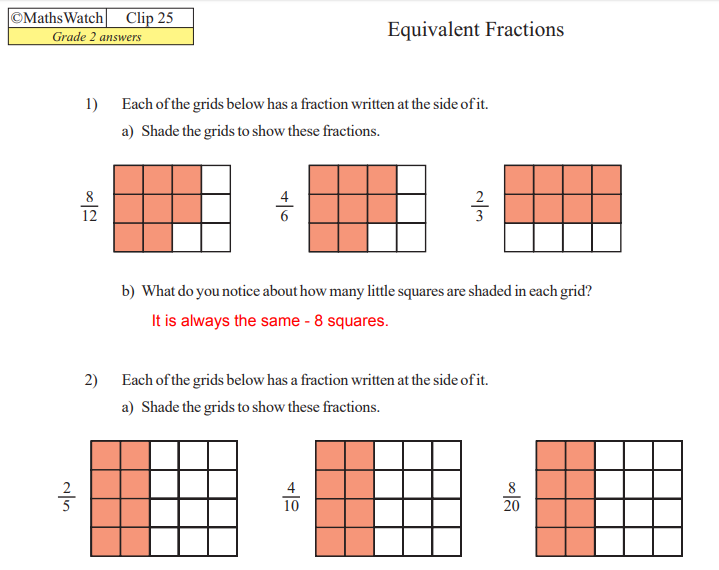 ©MathsWatch Clip 25
Grade 2 answers
Equivalent Fractions
1) Each of the grids below has a fraction written at the side of it.
a) Shade the grids to show these fractions.
8/12 4/6 2/3
b) What do you notice about how many little squares are shaded in each grid?
It is always the same - 8 squares.
2) Each of the grids below has a fraction written at the side of it.
a) Shade the grids to show these fractions.
2/5 4/10 8/20